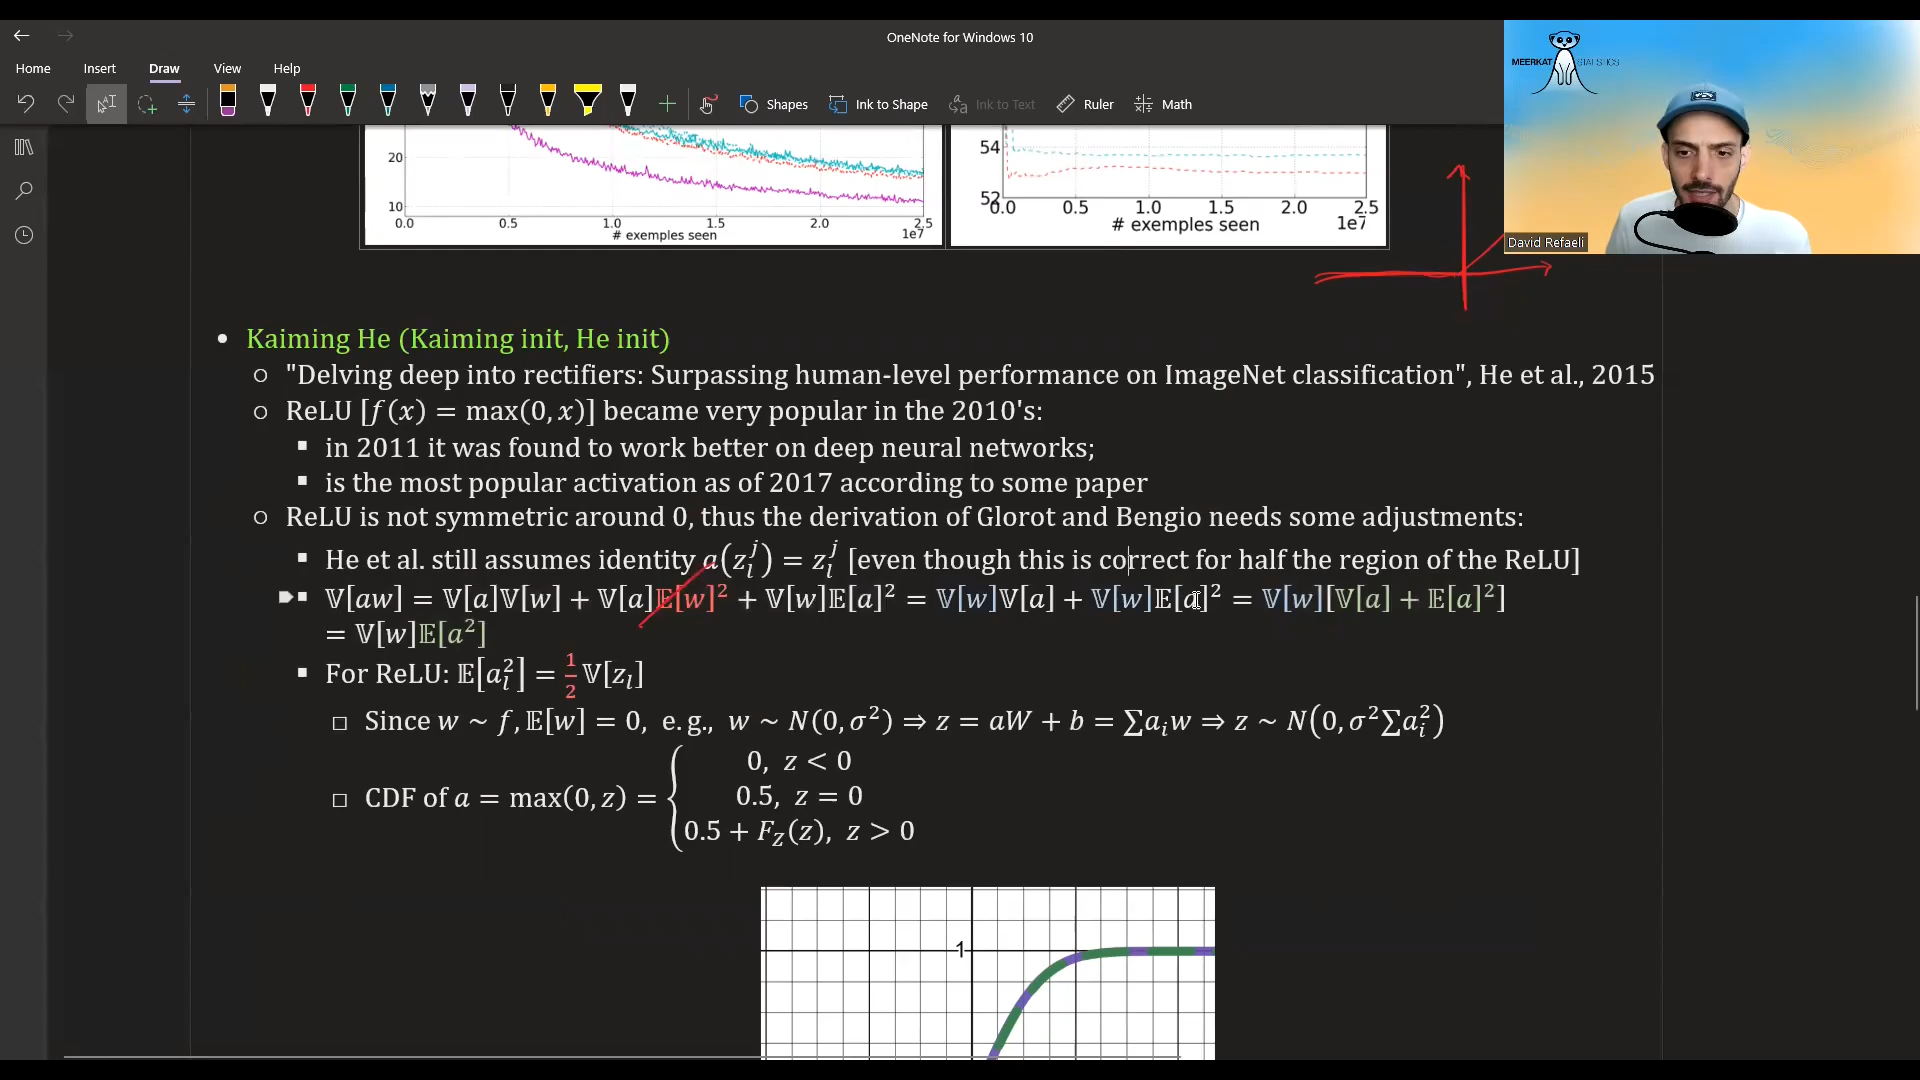 OneNote for Windows 10
MEERKAT STATISTICS
Home Insert Draw View Help
Shapes Ink to Shape Ink to Text Ruler Math
20
10
0.0 0.5 1.0 1.5 2.0 2.5
# exemples seen 1e7
54
52
0.0 0.5 1.0 1.5 2.0 2.5
# exemples seen 1e7
David Refaeli
• Kaiming He (Kaiming init, He init)
○ "Delving deep into rectifiers: Surpassing human-level performance on ImageNet classification", He et al., 2015
○ ReLU [f(x) = max(0, x)] became very popular in the 2010's:
▪ in 2011 it was found to work better on deep neural networks;
▪ is the most popular activation as of 2017 according to some paper
○ ReLU is not symmetric around 0, thus the derivation of Glorot and Bengio needs some adjustments:
▪ He et al. still assumes identity a(z_l^j) = z_l^j [even though this is correct for half the region of the ReLU]
▪ 𝕍[aw] = 𝕍[a]𝕍[w] + 𝕍[a]𝔼[w]² + 𝕍[w]𝔼[a]² = 𝕍[w]𝕍[a] + 𝕍[w]𝔼[a]² = 𝕍[w][𝕍[a] + 𝔼[a]²]
= 𝕍[w]𝔼[a²]
▪ For ReLU: 𝔼[a_l²] = 1/2 𝕍[z_l]
□ Since w ~ f, 𝔼[w] = 0, e.g., w ~ N(0, σ²) ⇒ z = aW + b = ∑a_i w ⇒ z ~ N(0, σ²∑a_i²)
□ CDF of a = max(0, z) = { 0, z < 0
0.5, z = 0
0.5 + F_Z(z), z > 0
1